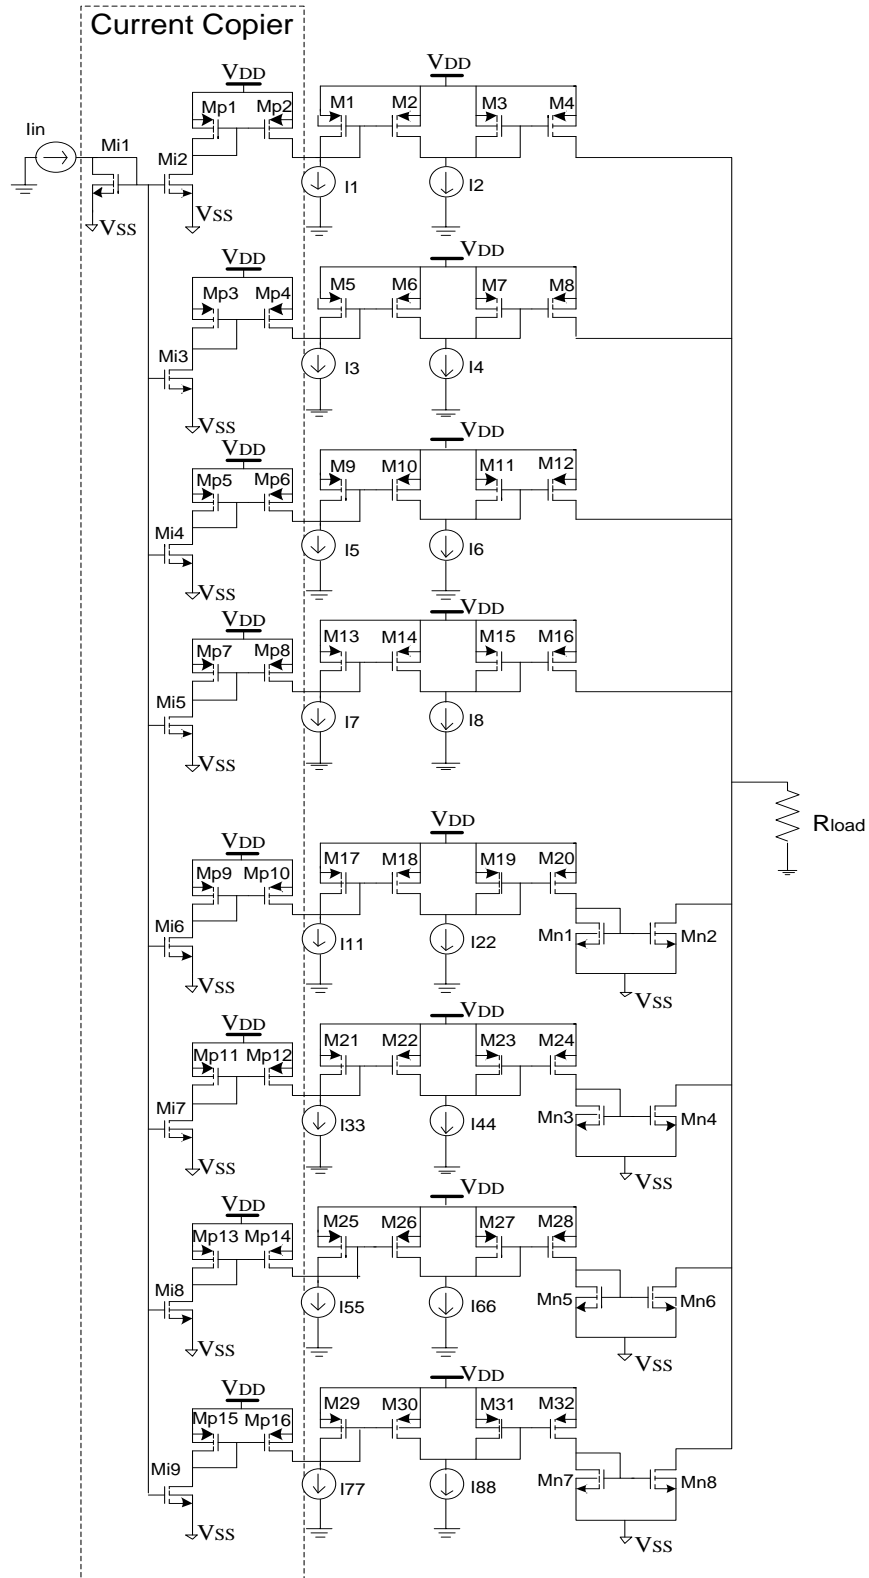 Current Copier
VDD VDD
Mp1 Mp2 M1 M2 M3 M4
Iin
Mi1
Mi2
I1 I2
VSS VSS
VDD VDD
Mp3 Mp4 M5 M6 M7 M8
Mi3
I3 I4
VSS
VDD VDD
Mp5 Mp6 M9 M10 M11 M12
Mi4
I5 I6
VSS
VDD VDD
Mp7 Mp8 M13 M14 M15 M16
Mi5
I7 I8
VSS
Rload
VDD VDD
Mp9 Mp10 M17 M18 M19 M20
Mi6
I11 I22
Mn1 Mn2
VSS VSS
VDD VDD
Mp11 Mp12 M21 M22 M23 M24
Mi7
I33 I44
Mn3 Mn4
VSS VSS
VDD VDD
Mp13 Mp14 M25 M26 M27 M28
Mi8
I55 I66
Mn5 Mn6
VSS VSS
VDD VDD
Mp15 Mp16 M29 M30 M31 M32
Mi9
I77 I88
Mn7 Mn8
VSS VSS